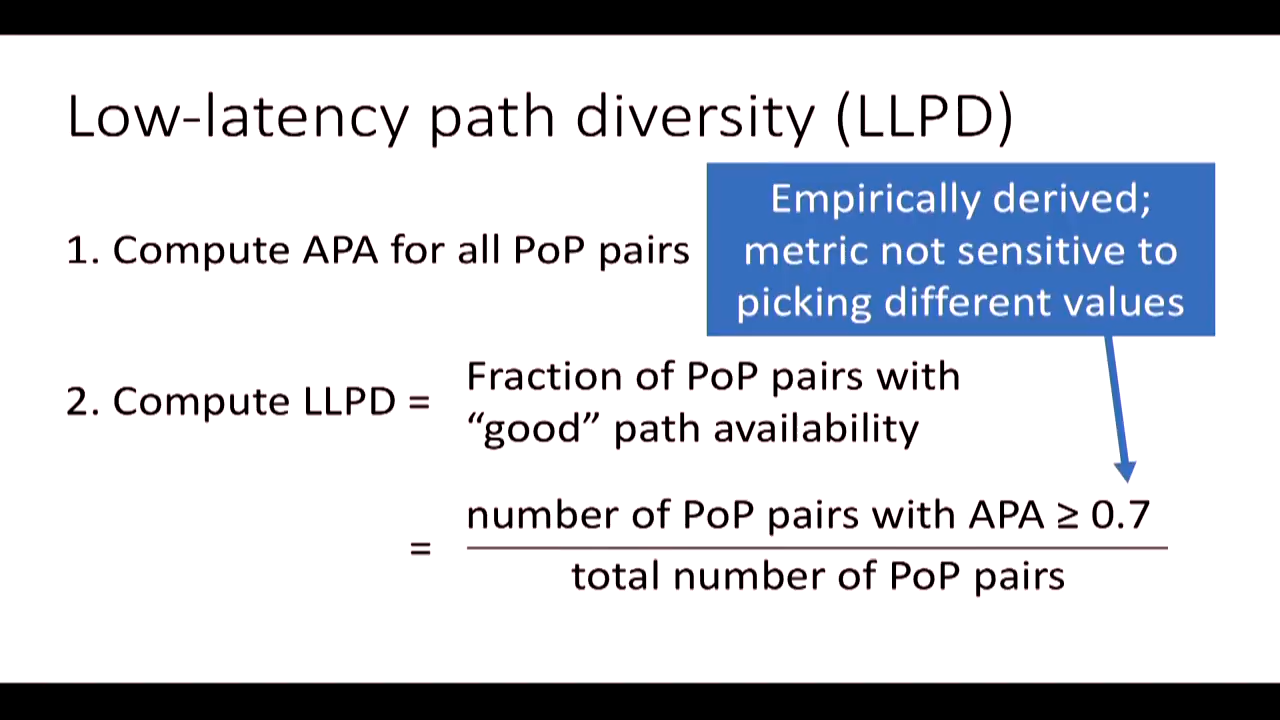 Low-latency path diversity (LLPD)
1. Compute APA for all PoP pairs
Empirically derived;
metric not sensitive to
picking different values
2. Compute LLPD =
Fraction of PoP pairs with
“good” path availability
=
number of PoP pairs with APA ≥ 0.7
total number of PoP pairs